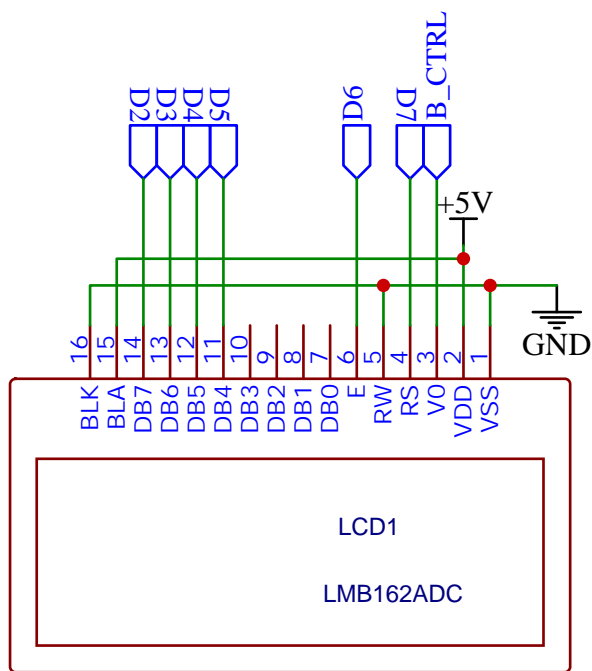 D2
D3
D4
D5
D6
D7
B_CTRL
+5V
GND
16
15
14
13
12
11
10
9
8
7
6
5
4
3
2
1
BLK
BLA
DB7
DB6
DB5
DB4
DB3
DB2
DB1
DB0
E
RW
RS
V0
VDD
VSS
LCD1
LMB162ADC